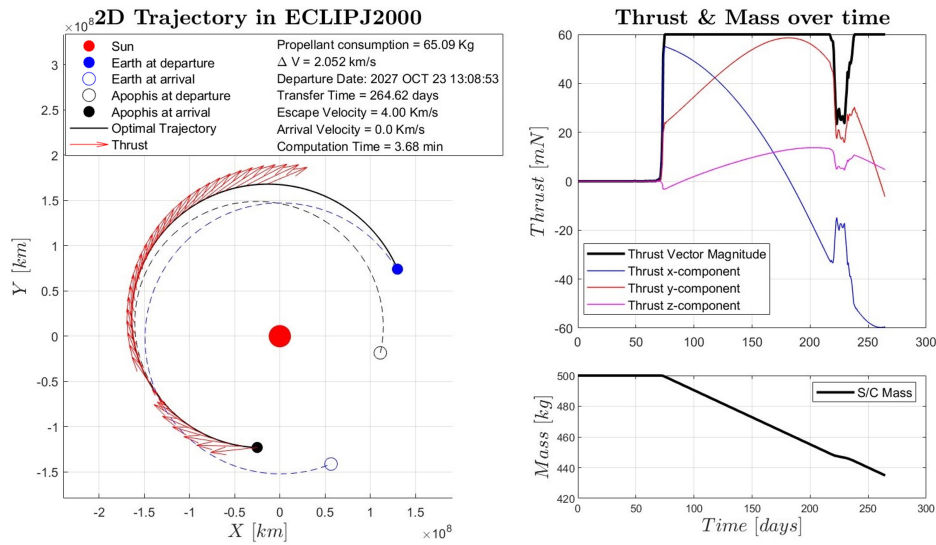 2D Trajectory in ECLIPJ2000
×10⁸
Sun
Earth at departure
Earth at arrival
Apophis at departure
Apophis at arrival
Optimal Trajectory
Thrust
Propellant consumption = 65.09 Kg
Δ V = 2.052 km/s
Departure Date: 2027 OCT 23 13:08:53
Transfer Time = 264.62 days
Escape Velocity = 4.00 Km/s
Arrival Velocity = 0.0 Km/s
Computation Time = 3.68 min
3
2.5
2
1.5
1
0.5
0
-0.5
-1
-1.5
Y [km]
-2
-1.5
-1
-0.5
0
0.5
1
1.5
×10⁸
X [km]
Thrust & Mass over time
60
40
20
0
-20
-40
-60
Thrust [mN]
Thrust Vector Magnitude
Thrust x-component
Thrust y-component
Thrust z-component
0
50
100
150
200
250
300
500
480
460
440
420
Mass [kg]
S/C Mass
0
50
100
150
200
250
300
Time [days]